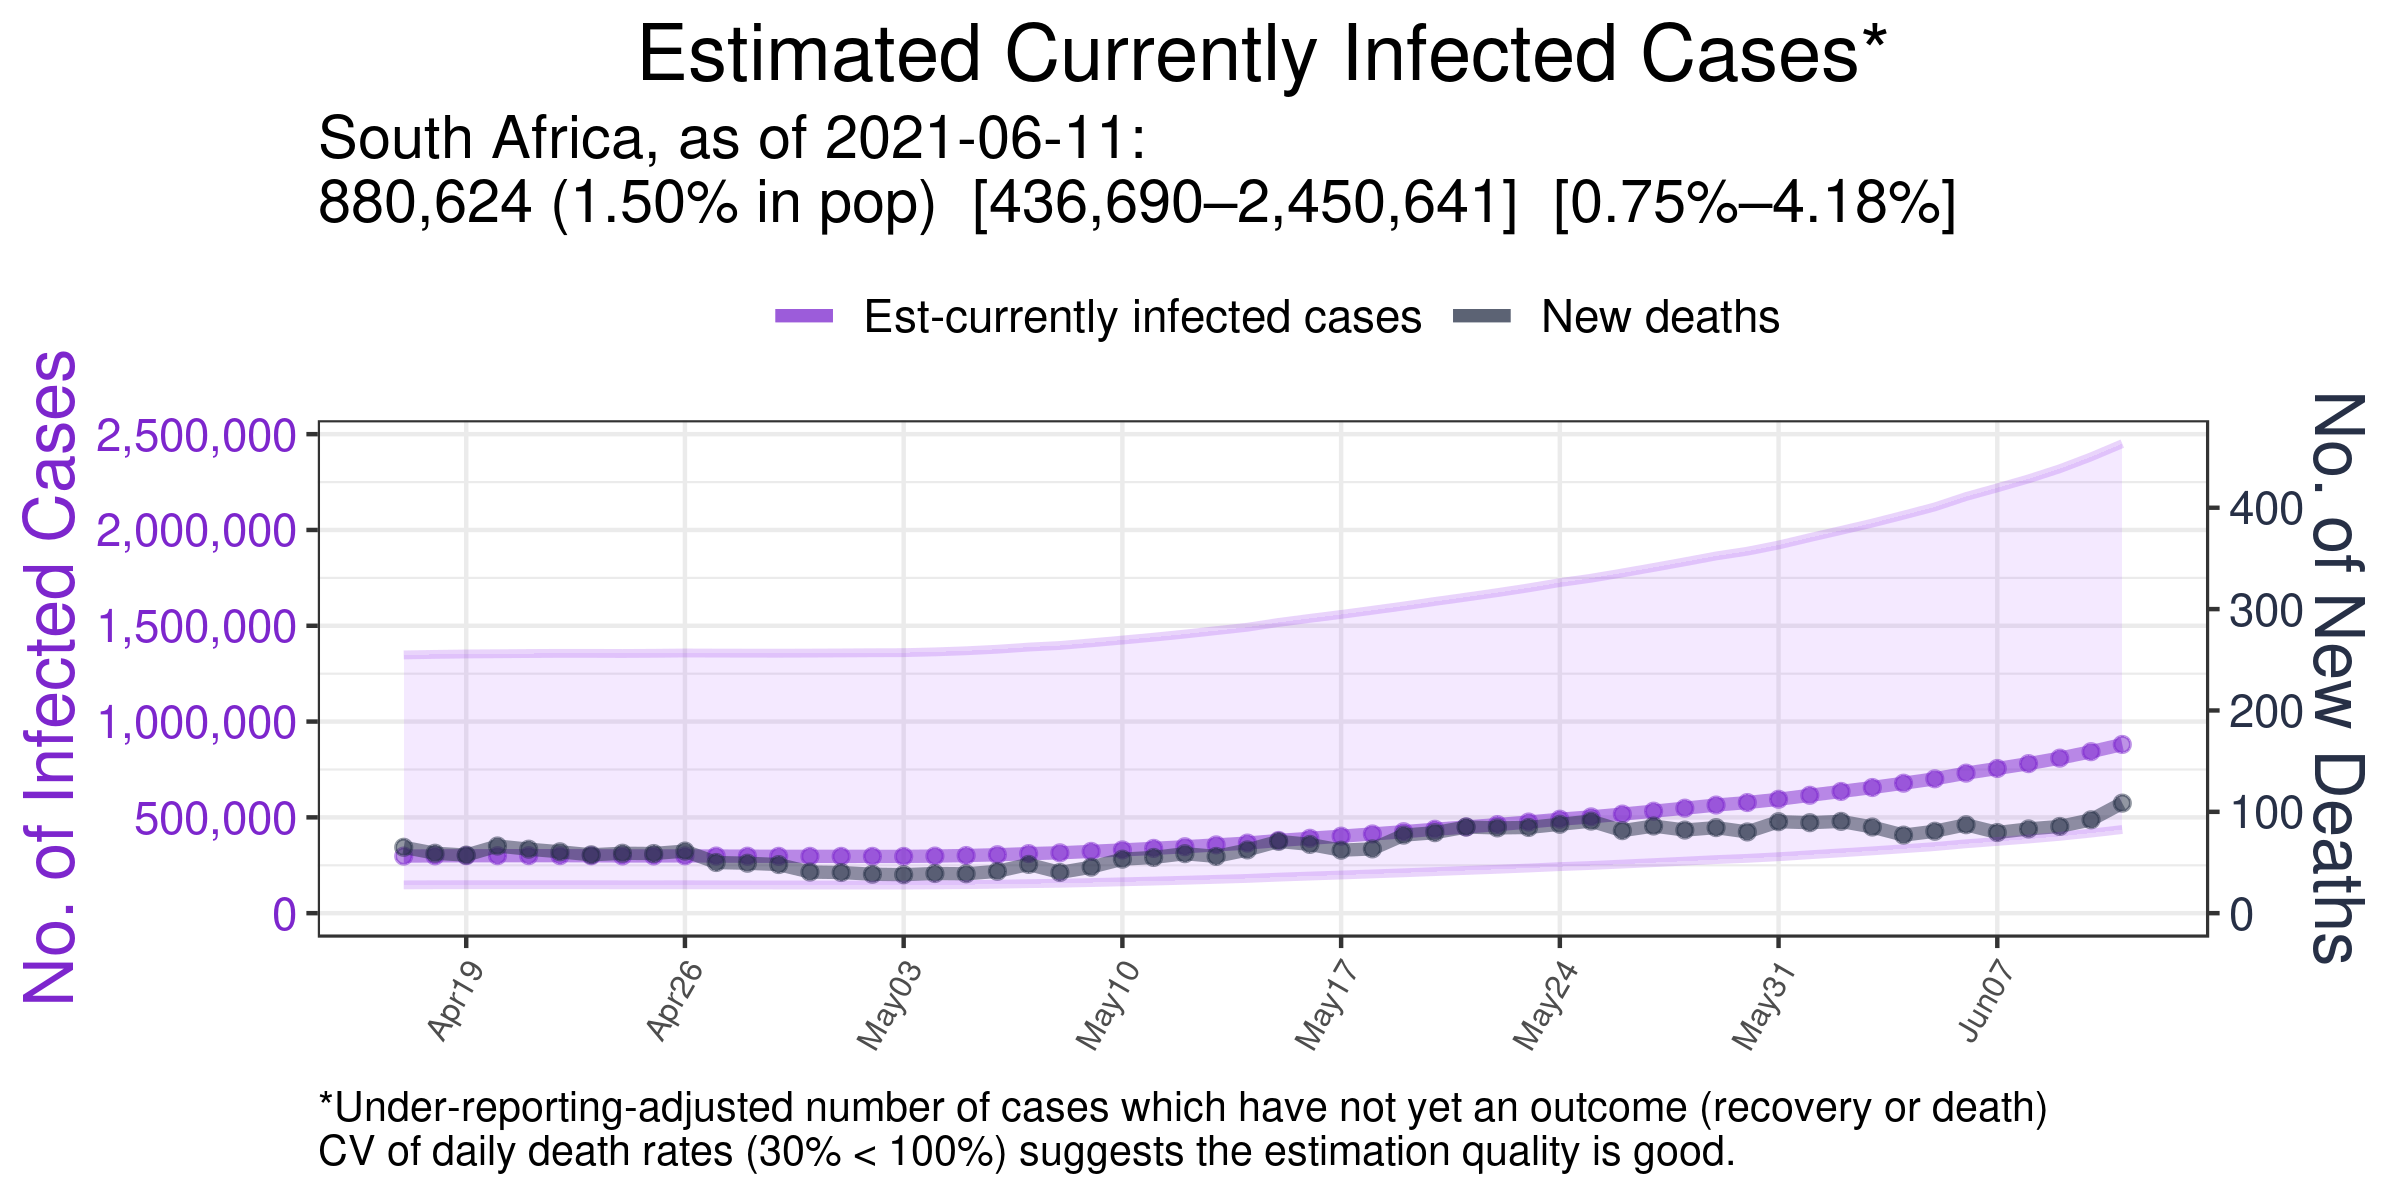 Estimated Currently Infected Cases*
South Africa, as of 2021-06-11:
880,624 (1.50% in pop)  [436,690–2,450,641]  [0.75%–4.18%]
Est-currently infected cases
New deaths
No. of Infected Cases
2,500,000
2,000,000
1,500,000
1,000,000
500,000
0
No. of New Deaths
400
300
200
100
0
Apr19
Apr26
May03
May10
May17
May24
May31
Jun07
*Under-reporting-adjusted number of cases which have not yet an outcome (recovery or death)
CV of daily death rates (30% < 100%) suggests the estimation quality is good.